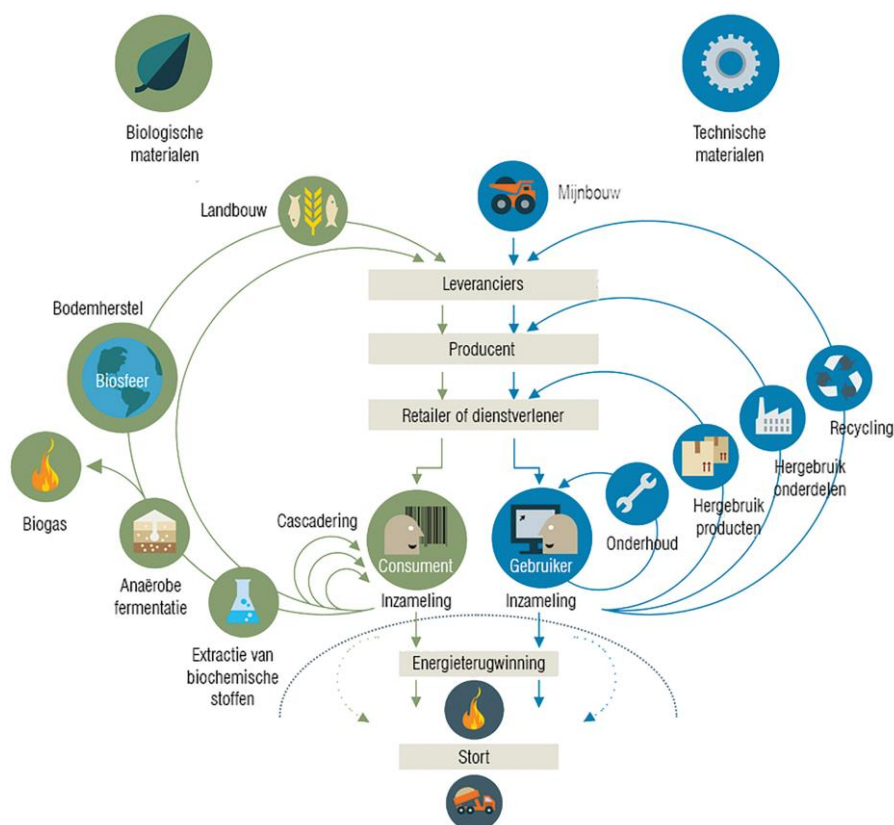 Biologische
materialen
Technische
materialen
Landbouw
Mijnbouw
Leveranciers
Bodemherstel
Producent
Biosfeer
Retailer of dienstverlener
Recycling
Hergebruik
onderdelen
Hergebruik
producten
Biogas
Cascadering
Onderhoud
Consument
Gebruiker
Anaërobe
fermentatie
Inzameling
Inzameling
Extractie van
biochemische
stoffen
Energieterugwinning
Stort